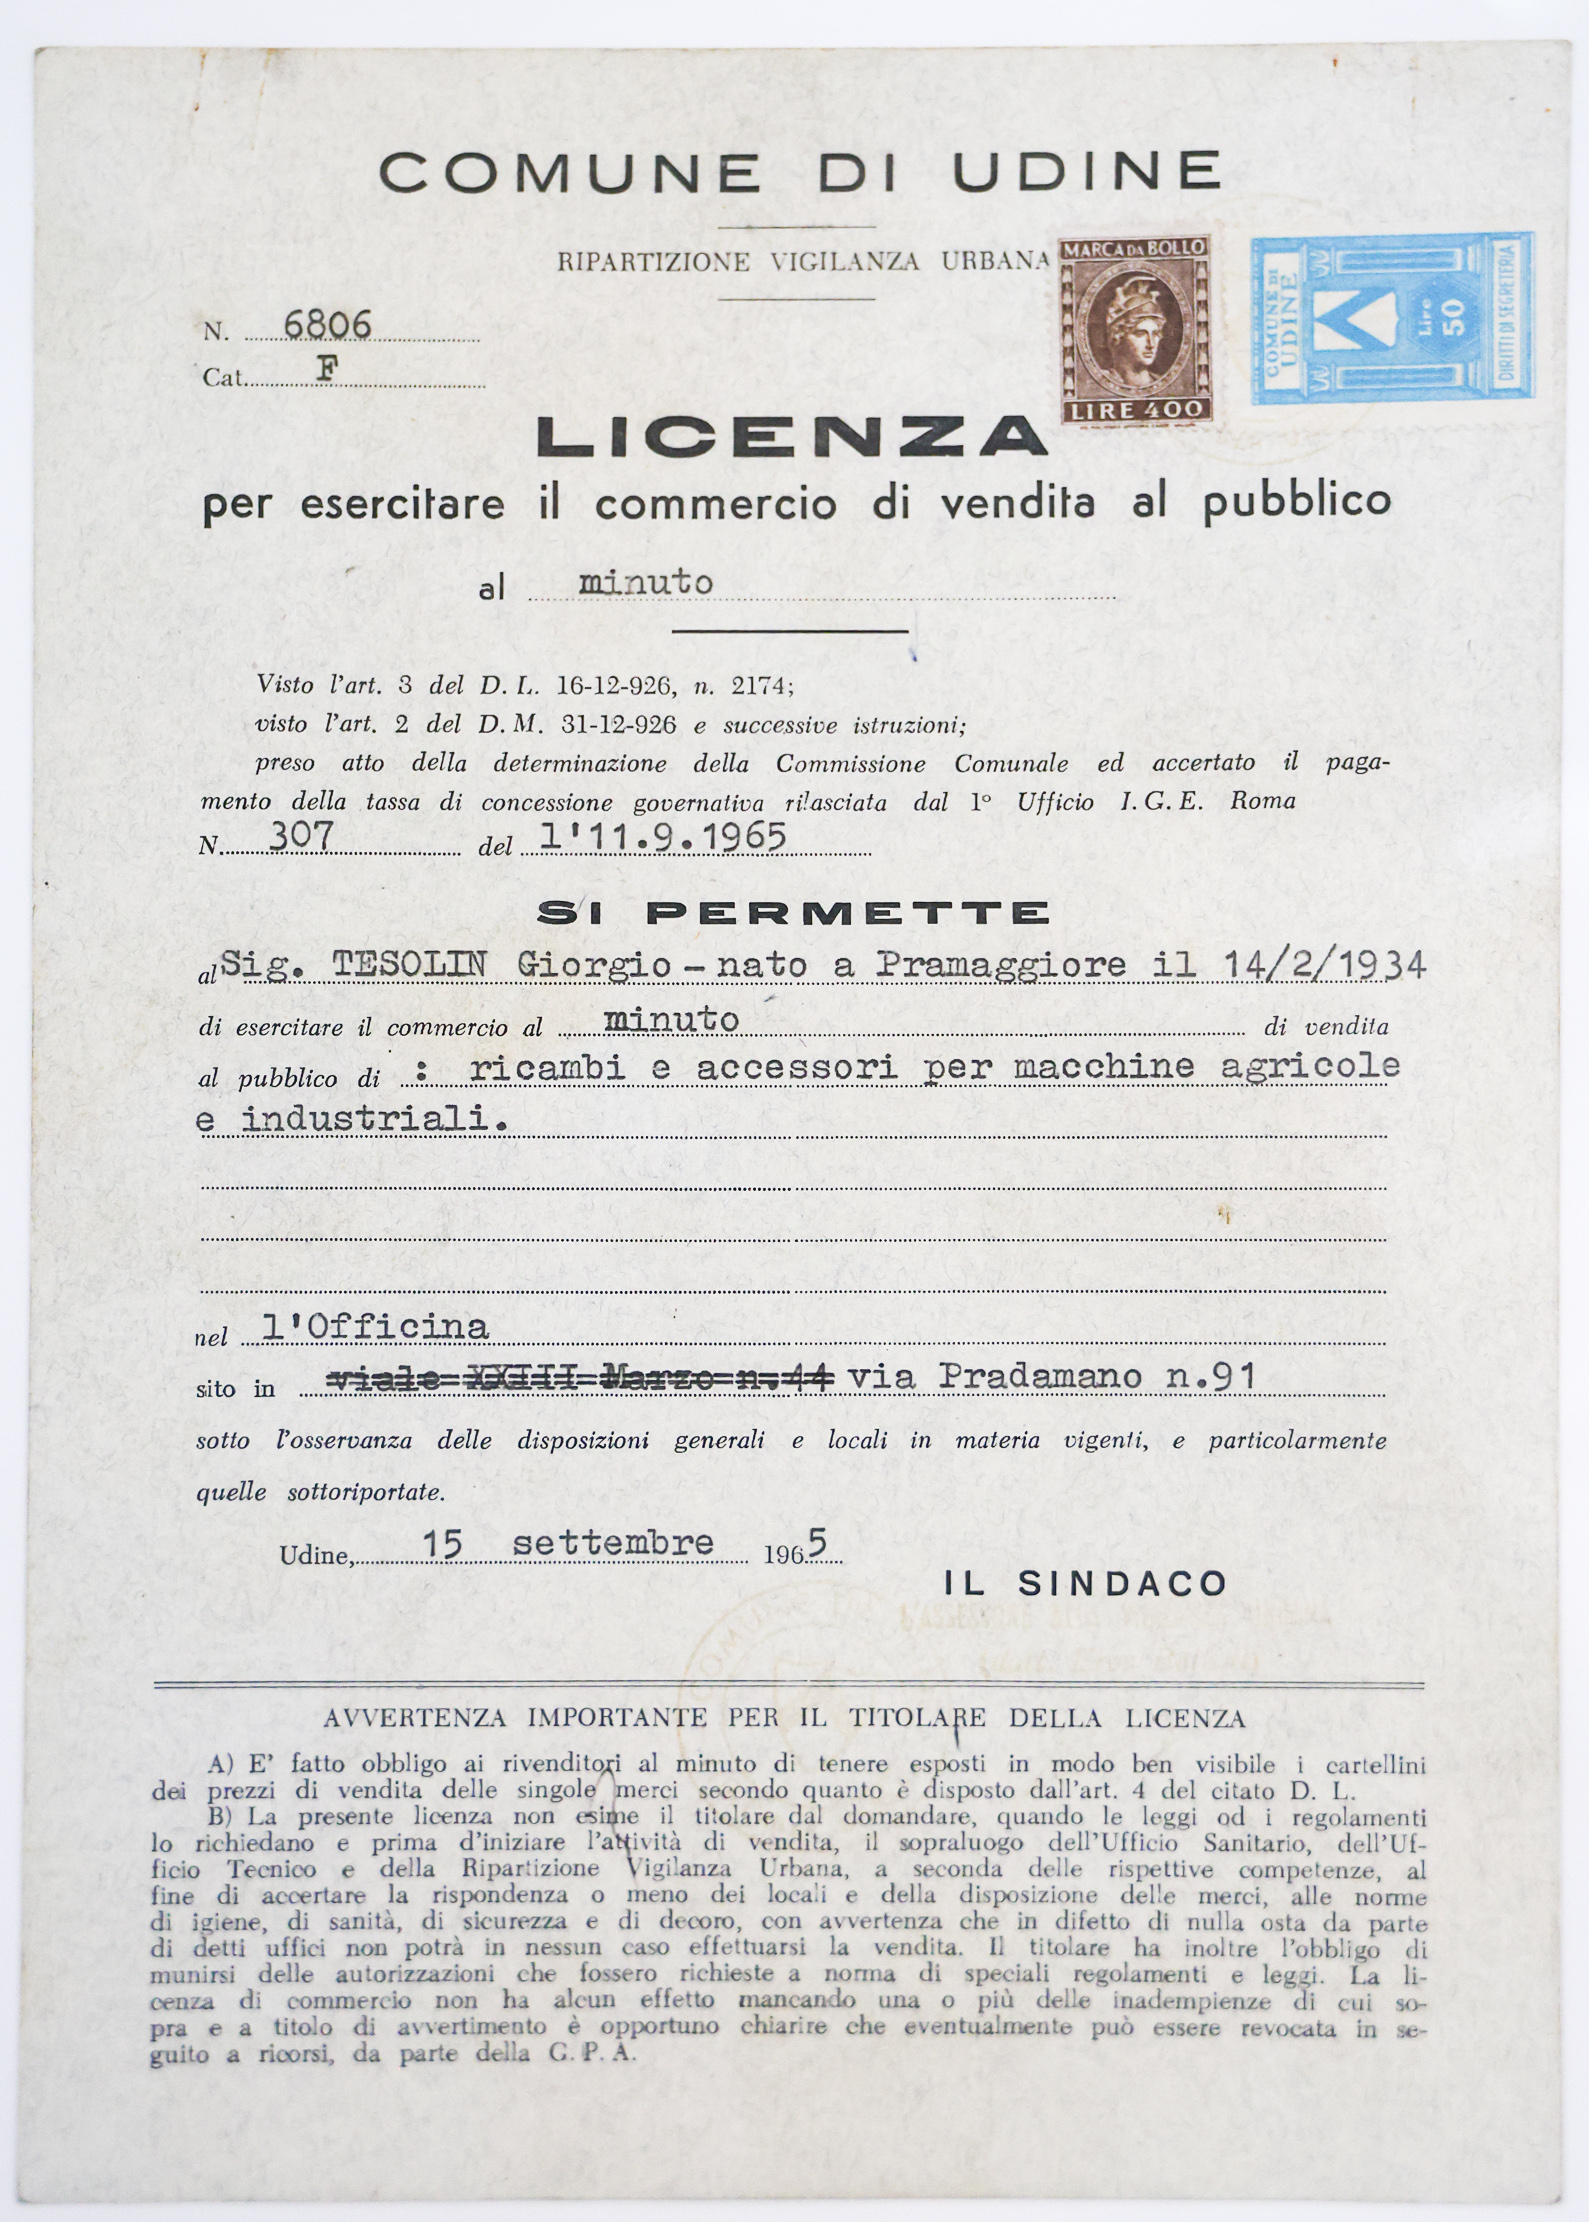 COMUNE DI UDINE
RIPARTIZIONE VIGILANZA URBANA
MARCA DA BOLLO
LIRE 400
COMUNE DI UDINE
Lire 50
DIRITTI DI SEGRETERIA
N. 6806
Cat. F
LICENZA
per esercitare il commercio di vendita al pubblico
al minuto
Visto l'art. 3 del D. L. 16-12-926, n. 2174;
visto l'art. 2 del D. M. 31-12-926 e successive istruzioni;
preso atto della determinazione della Commissione Comunale ed accertato il paga-
mento della tassa di concessione governativa rilasciata dal 1° Ufficio I. G. E. Roma
N. 307 del l'11.9.1965
SI PERMETTE
al Sig. TESOLIN Giorgio - nato a Pramaggiore il 14/2/1934
di esercitare il commercio al minuto di vendita
al pubblico di : ricambi e accessori per macchine agricole
e industriali.
nel l'Officina
sito in viale XXIII Marzo n.44 via Pradamano n.91
sotto l'osservanza delle disposizioni generali e locali in materia vigenti, e particolarmente
quelle sottoriportate.
Udine, 15 settembre 1965
IL SINDACO
AVVERTENZA IMPORTANTE PER IL TITOLARE DELLA LICENZA
A) E' fatto obbligo ai rivenditori al minuto di tenere esposti in modo ben visibile i cartellini
dei prezzi di vendita delle singole merci secondo quanto è disposto dall'art. 4 del citato D. L.
B) La presente licenza non esime il titolare dal domandare, quando le leggi od i regolamenti
lo richiedano e prima d'iniziare l'attività di vendita, il sopraluogo dell'Ufficio Sanitario, dell'Uf-
ficio Tecnico e della Ripartizione Vigilanza Urbana, a seconda delle rispettive competenze, al
fine di accertare la rispondenza o meno dei locali e della disposizione delle merci, alle norme
di igiene, di sanità, di sicurezza e di decoro, con avvertenza che in difetto di nulla osta da parte
di detti uffici non potrà in nessun caso effettuarsi la vendita. Il titolare ha inoltre l'obbligo di
munirsi delle autorizzazioni che fossero richieste a norma di speciali regolamenti e leggi. La li-
cenza di commercio non ha alcun effetto mancando una o più delle inadempienze di cui so-
pra e a titolo di avvertimento è opportuno chiarire che eventualmente può essere revocata in se-
guito a ricorsi, da parte della G. P. A.